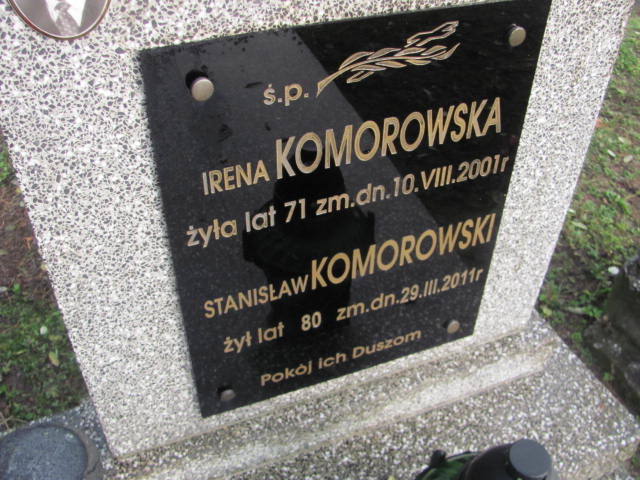 ś.p.
IRENA KOMOROWSKA
żyła lat 71 zm.dn.10.VIII.2001r
STANISŁAW KOMOROWSKI
żył lat 80 zm.dn.29.III.2011r
Pokój ich Duszom